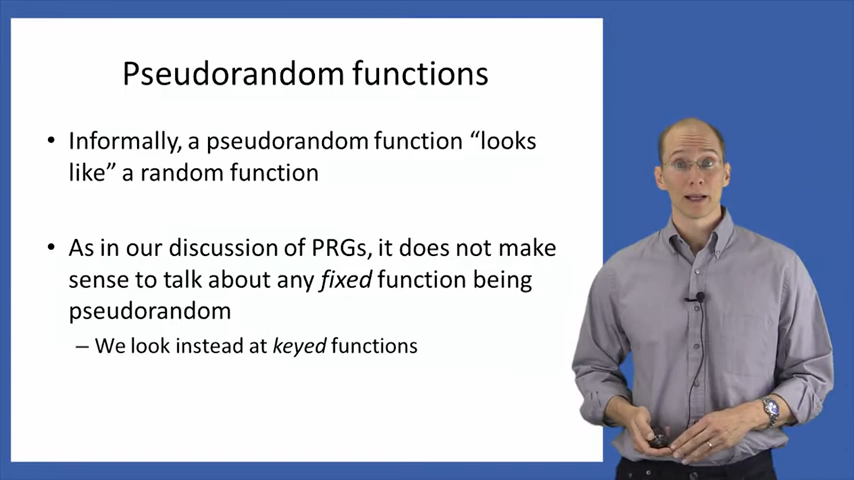 Pseudorandom functions
• Informally, a pseudorandom function “looks
like” a random function
• As in our discussion of PRGs, it does not make
sense to talk about any fixed function being
pseudorandom
– We look instead at keyed functions